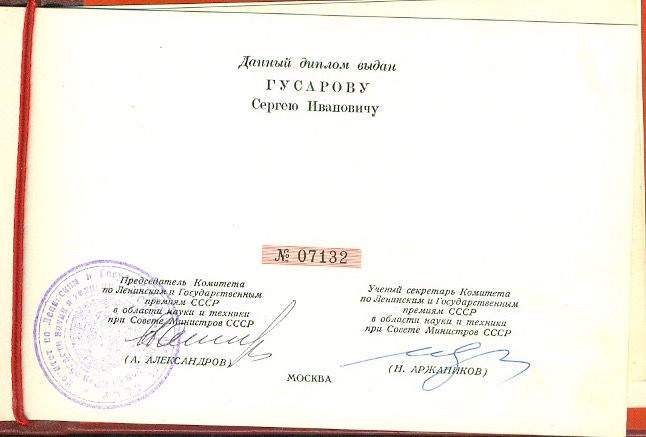 Данный диплом выдан
ГУСАРОВУ
Сергею Ивановичу
№ 07132
Председатель Комитета
по Ленинским и Государственным
премиям СССР
в области науки и техники
при Совете Министров СССР
(А. АЛЕКСАНДРОВ)
Ученый секретарь Комитета
по Ленинским и Государственным
премиям СССР
в области науки и техники
при Совете Министров СССР
(Н. АРЖАНИКОВ)
МОСКВА